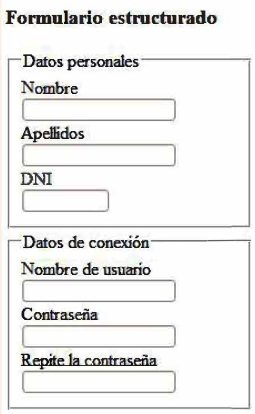 Formulario estructurado
Datos personales
Nombre
Apellidos
DNI
Datos de conexión
Nombre de usuario
Contraseña
Repite la contraseña